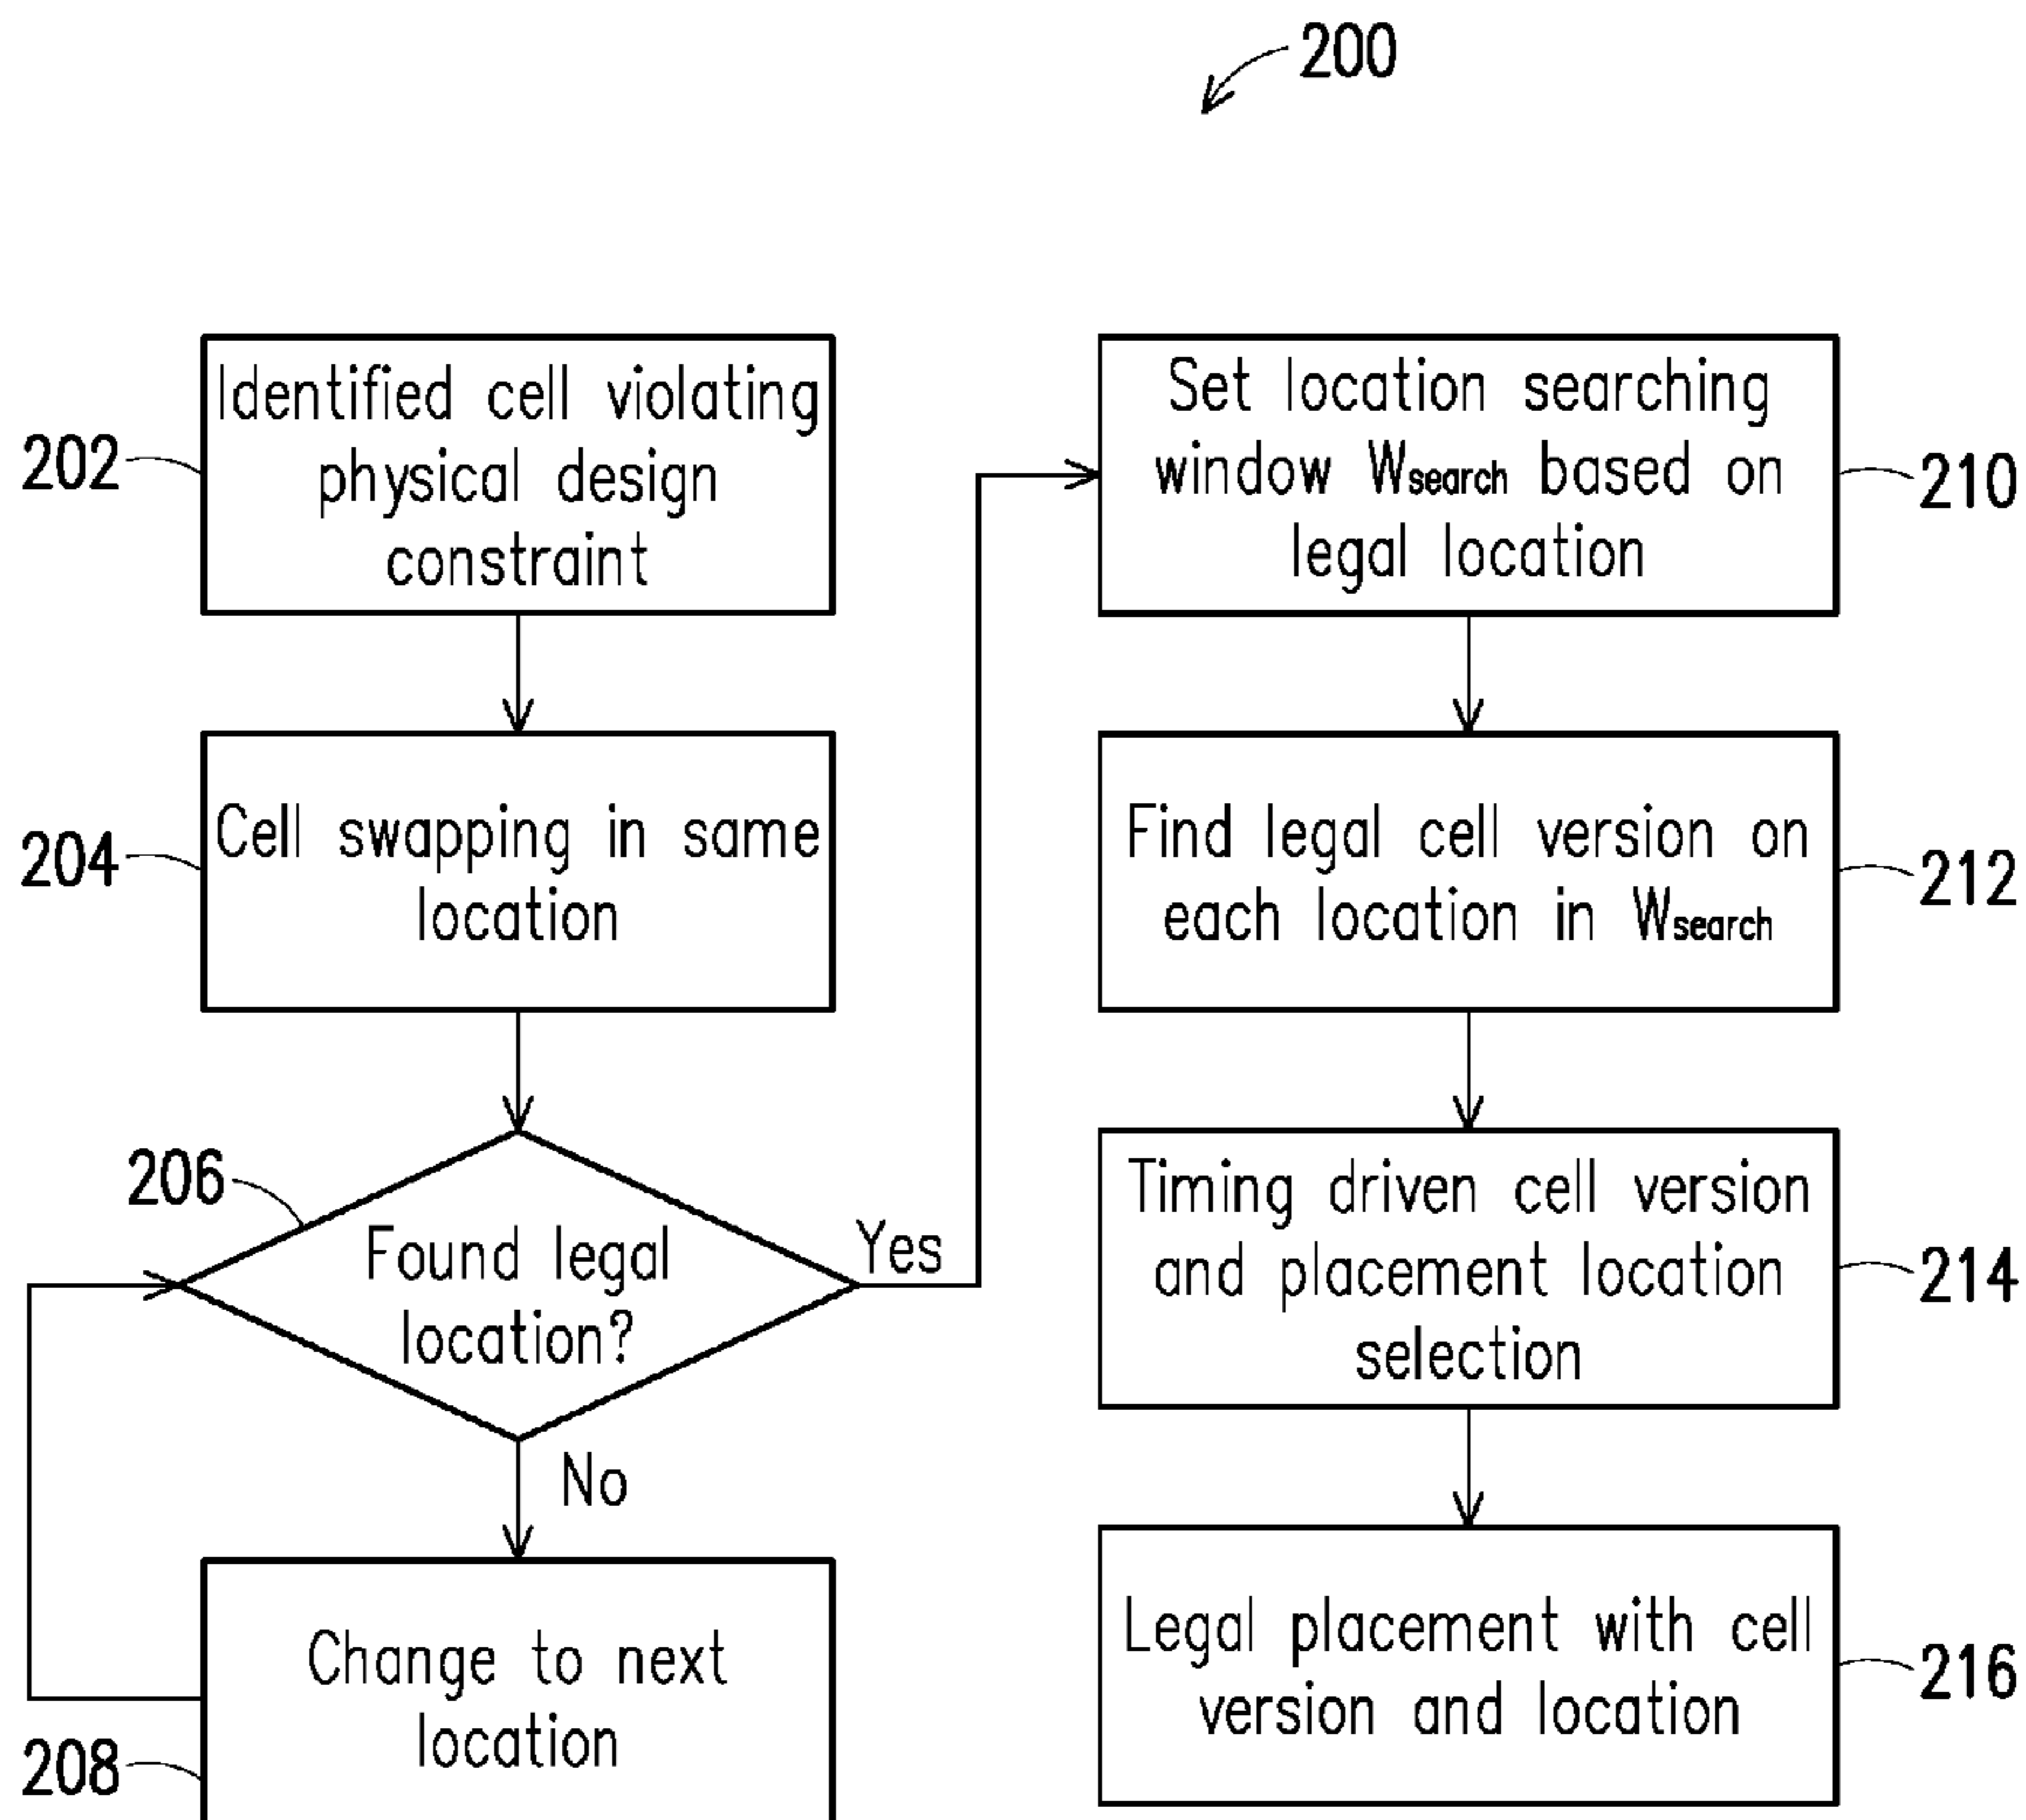 200
202
Identified cell violating
physical design
constraint
204
Cell swapping in same
location
206
Found legal
location?
Yes
No
208
Change to next
location
Set location searching
window Wsearch based on
legal location
210
Find legal cell version on
each location in Wsearch
212
Timing driven cell version
and placement location
selection
214
Legal placement with cell
version and location
216